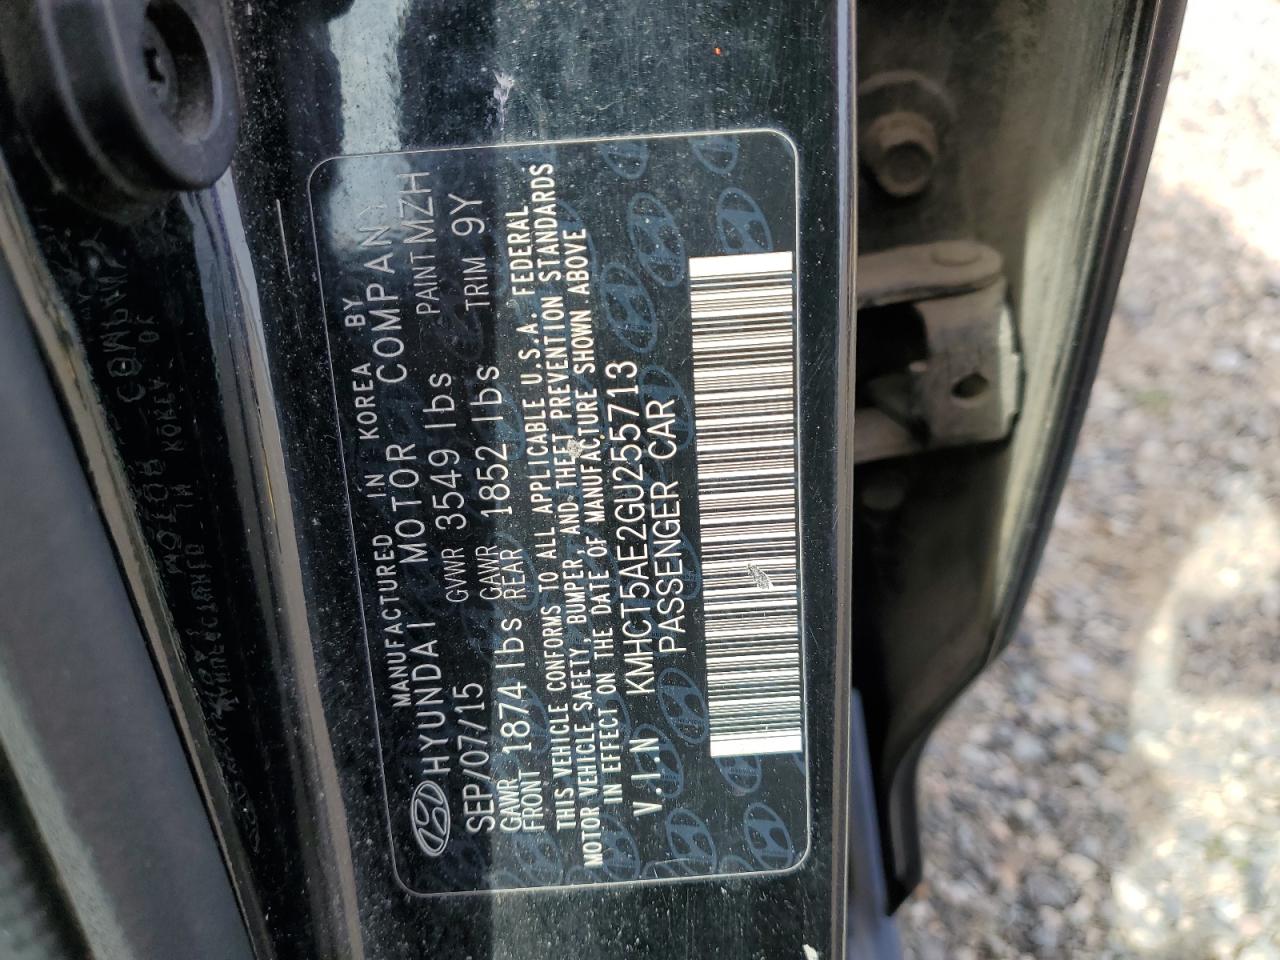 MANUFACTURED IN KOREA BY
HYUNDAI MOTOR COMPANY
SEP/07/15 GVWR 3549 lbs PAINT MZH
GAWR FRONT 1874 lbs GAWR REAR 1852 lbs TRIM 9Y
THIS VEHICLE CONFORMS TO ALL APPLICABLE U.S.A. FEDERAL
MOTOR VEHICLE SAFETY, BUMPER, AND THEFT PREVENTION STANDARDS
IN EFFECT ON THE DATE OF MANUFACTURE SHOWN ABOVE
V.I.N KMHCT5AE2GU255713
PASSENGER CAR